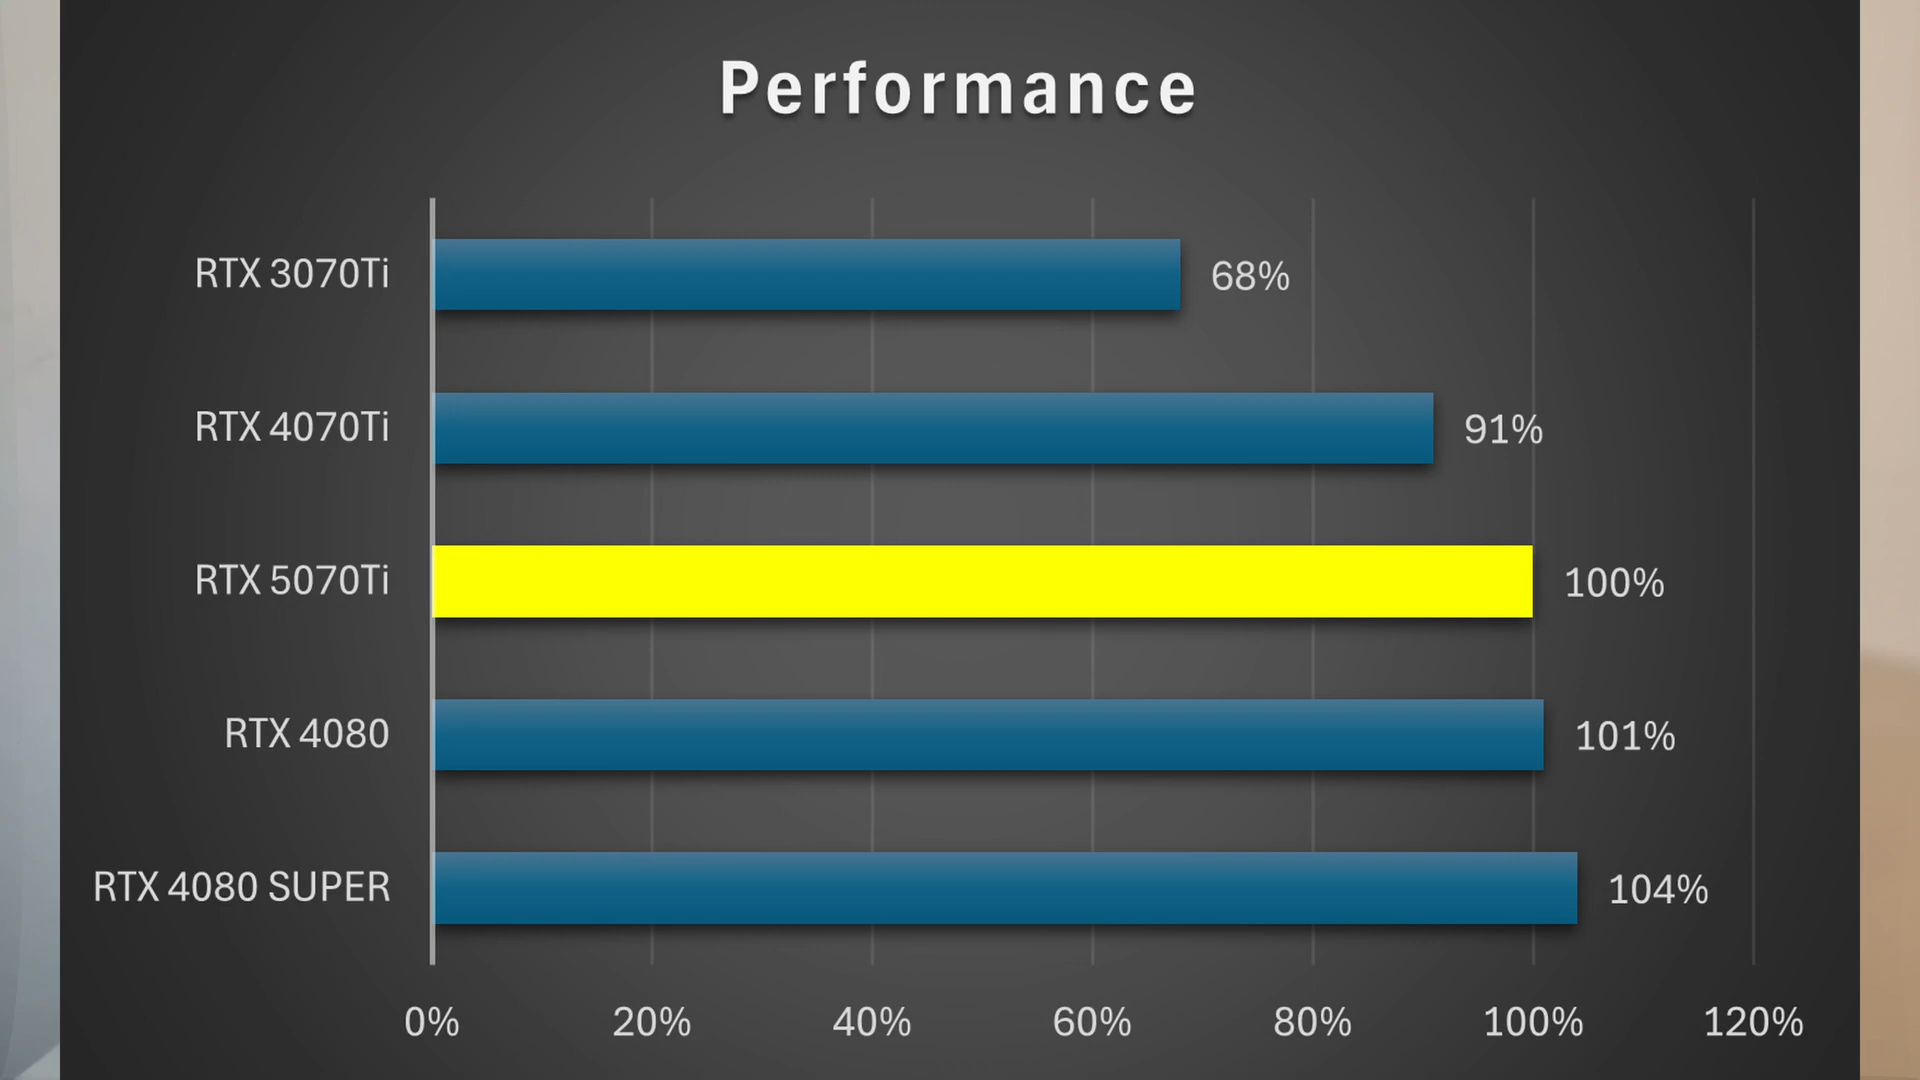 Performance
RTX 3070Ti 68%
RTX 4070Ti 91%
RTX 5070Ti 100%
RTX 4080 101%
RTX 4080 SUPER 104%
0% 20% 40% 60% 80% 100% 120%